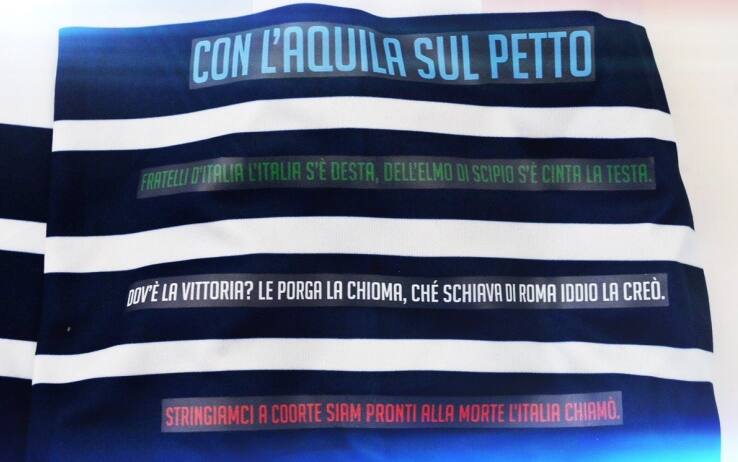 CON L'AQUILA SUL PETTO
FRATELLI D'ITALIA L'ITALIA S'È DESTA, DELL'ELMO DI SCIPIO S'È CINTA LA TESTA.
DOV'È LA VITTORIA? LE PORGA LA CHIOMA, CHÉ SCHIAVA DI ROMA IDDIO LA CREÒ.
STRINGIAMCI A COORTE SIAM PRONTI ALLA MORTE L'ITALIA CHIAMÒ.